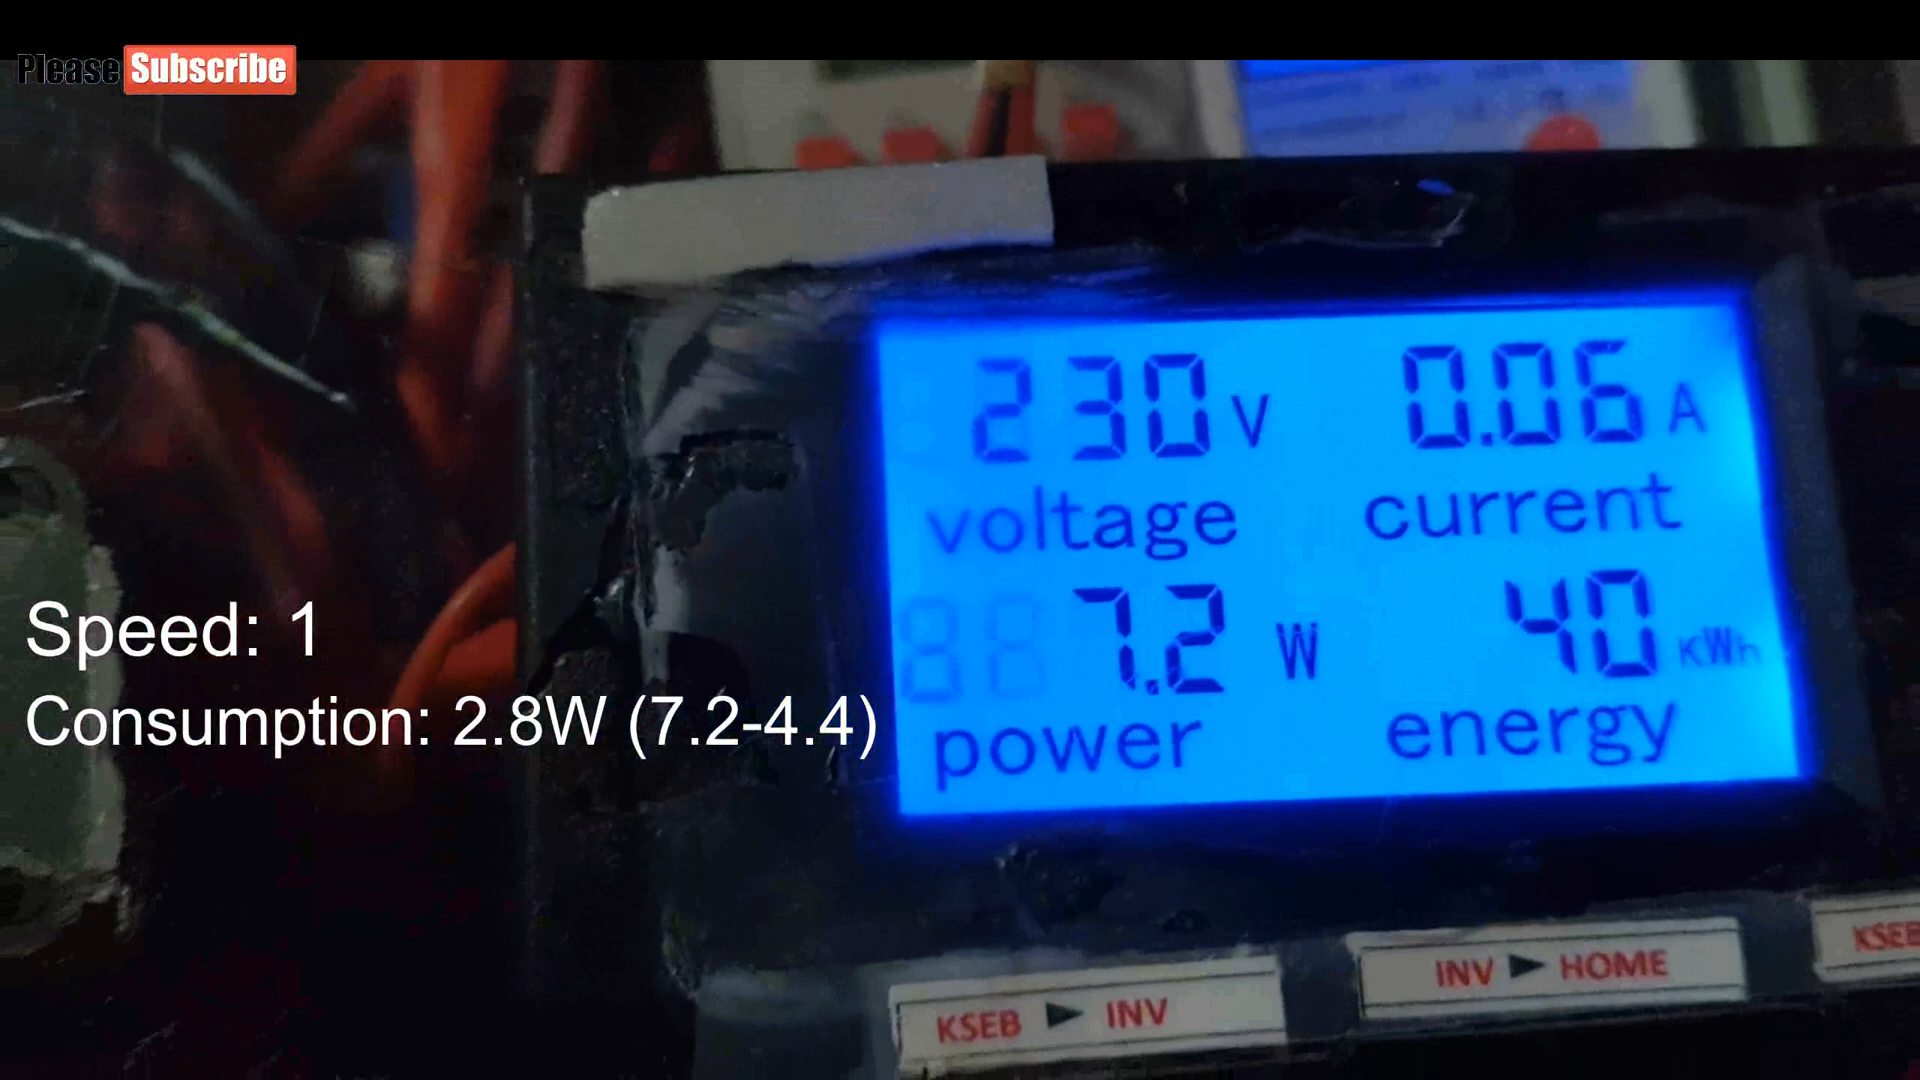 Please Subscribe
230 V 0.06 A
voltage current
7.2 W 40 KWh
power energy
Speed: 1
Consumption: 2.8W (7.2-4.4)
KSEB ► INV
INV ► HOME
KSEB